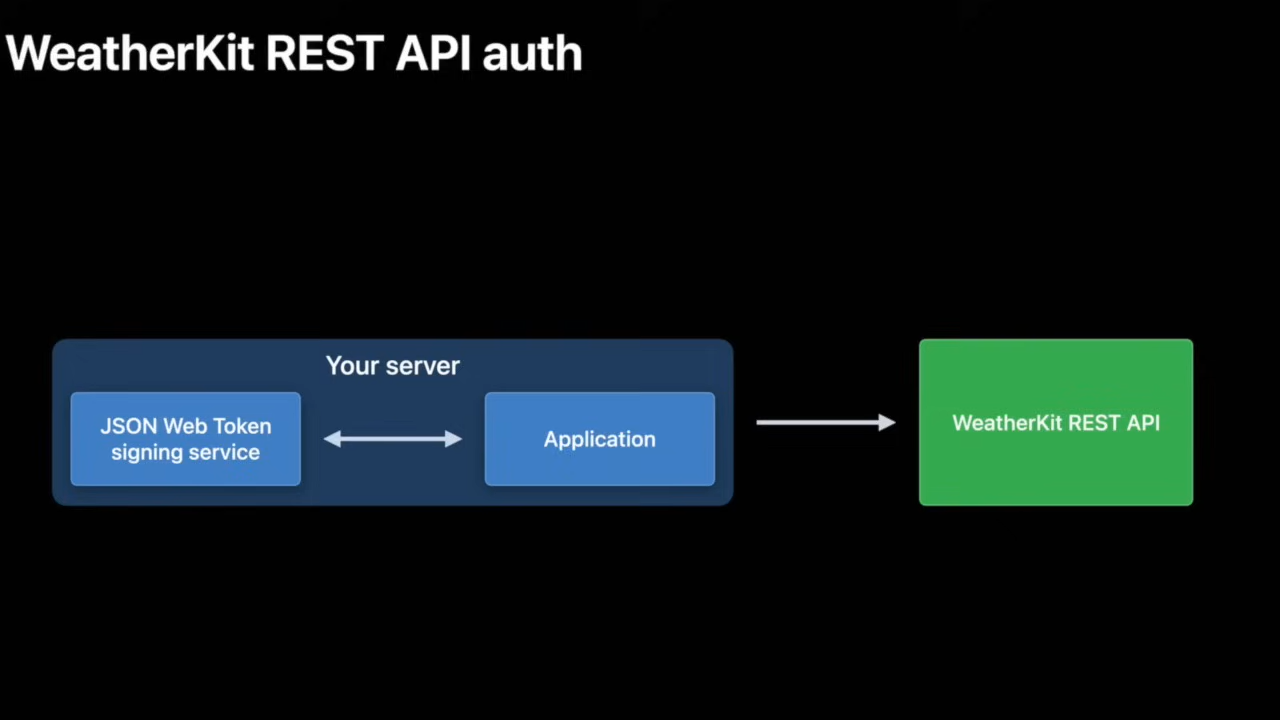 WeatherKit REST API auth
Your server
JSON Web Token
signing service
Application
WeatherKit REST API